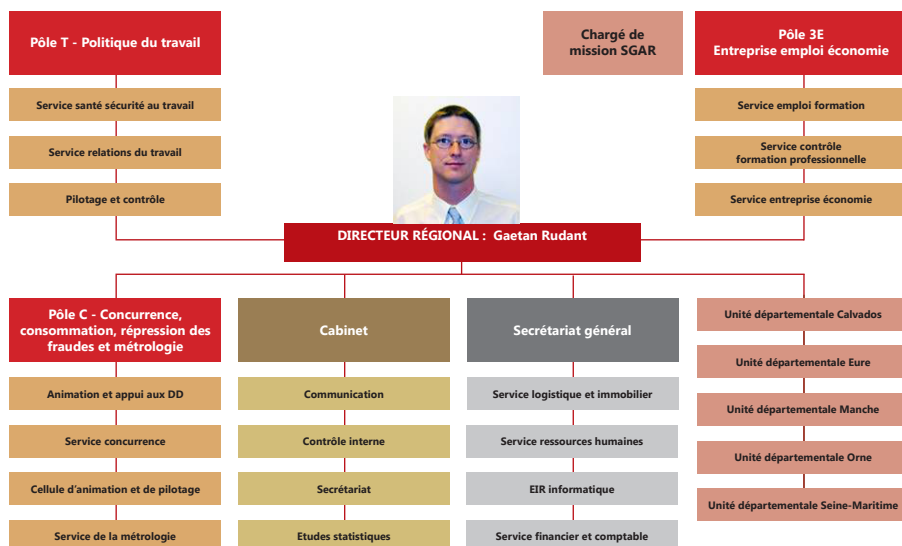 Pôle T - Politique du travail
Service santé sécurité au travail
Service relations du travail
Pilotage et contrôle
Chargé de
mission SGAR
Pôle 3E
Entreprise emploi économie
Service emploi formation
Service contrôle
formation professionnelle
Service entreprise économie
DIRECTEUR RÉGIONAL : Gaetan Rudant
Pôle C - Concurrence,
consommation, répression des
fraudes et métrologie
Animation et appui aux DD
Service concurrence
Cellule d'animation et de pilotage
Service de la métrologie
Cabinet
Communication
Contrôle interne
Secrétariat
Etudes statistiques
Secrétariat général
Service logistique et immobilier
Service ressources humaines
EIR informatique
Service financier et comptable
Unité départementale Calvados
Unité départementale Eure
Unité départementale Manche
Unité départementale Orne
Unité départementale Seine-Maritime